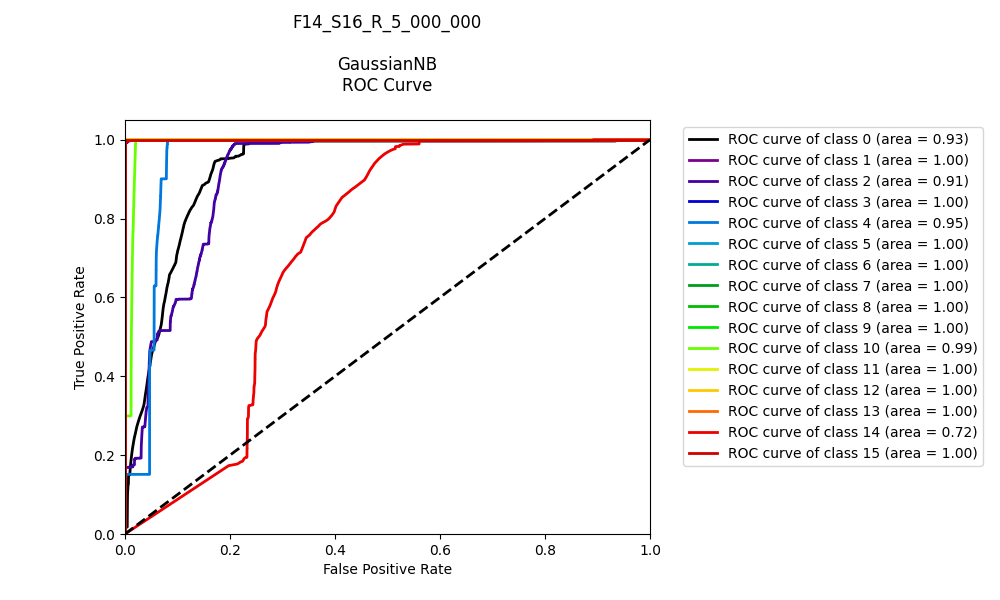 F14_S16_R_5_000_000
GaussianNB
ROC Curve
True Positive Rate
1.0
0.8
0.6
0.4
0.2
0.0
0.0 0.2 0.4 0.6 0.8 1.0
False Positive Rate
ROC curve of class 0 (area = 0.93)
ROC curve of class 1 (area = 1.00)
ROC curve of class 2 (area = 0.91)
ROC curve of class 3 (area = 1.00)
ROC curve of class 4 (area = 0.95)
ROC curve of class 5 (area = 1.00)
ROC curve of class 6 (area = 1.00)
ROC curve of class 7 (area = 1.00)
ROC curve of class 8 (area = 1.00)
ROC curve of class 9 (area = 1.00)
ROC curve of class 10 (area = 0.99)
ROC curve of class 11 (area = 1.00)
ROC curve of class 12 (area = 1.00)
ROC curve of class 13 (area = 1.00)
ROC curve of class 14 (area = 0.72)
ROC curve of class 15 (area = 1.00)